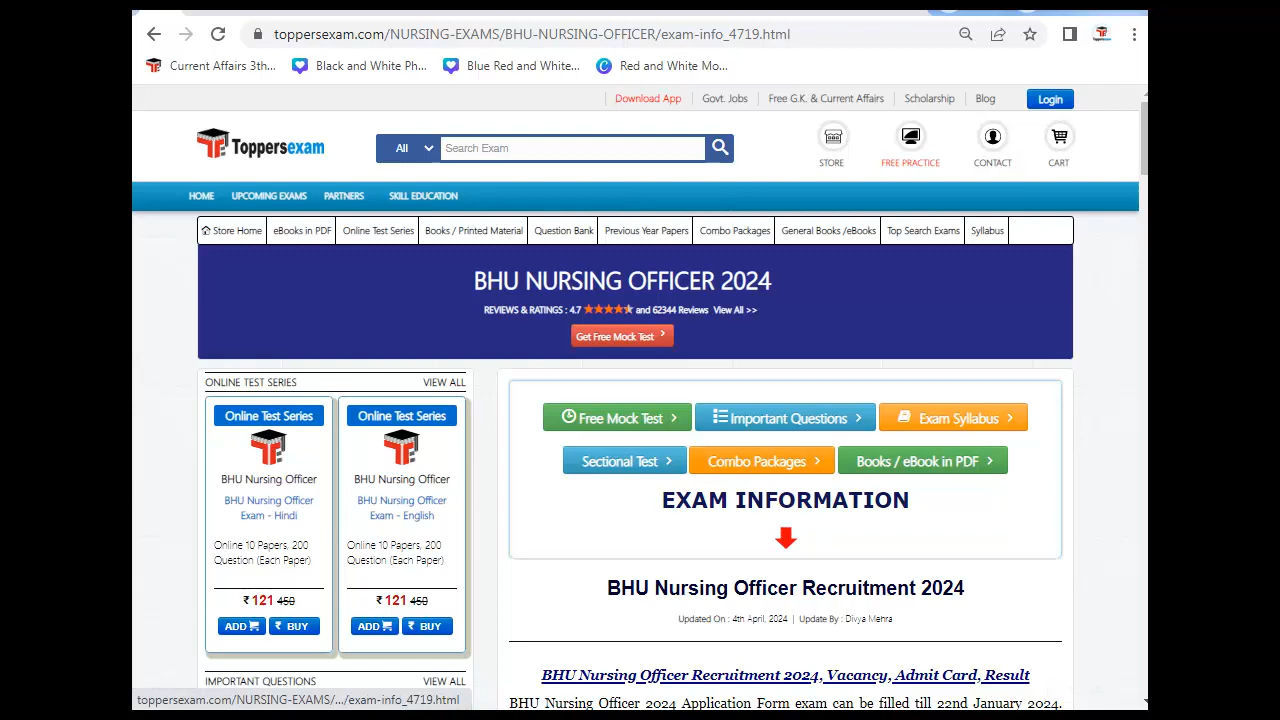 toppersexam.com/NURSING-EXAMS/BHU-NURSING-OFFICER/exam-info_4719.html
Current Affairs 3th... Black and White Ph... Blue Red and White... Red and White Mo...
Download App Govt. Jobs Free G.K. & Current Affairs Scholarship Blog Login
Toppersexam All Search Exam
STORE FREE PRACTICE CONTACT CART
HOME UPCOMING EXAMS PARTNERS SKILL EDUCATION
Store Home eBooks in PDF Online Test Series Books / Printed Material Question Bank Previous Year Papers Combo Packages General Books /eBooks Top Search Exams Syllabus
BHU NURSING OFFICER 2024
REVIEWS & RATINGS : 4.7 and 62344 Reviews View All >>
Get Free Mock Test
ONLINE TEST SERIES VIEW ALL
Online Test Series
BHU Nursing Officer
BHU Nursing Officer
Exam - Hindi
Online 10 Papers, 200
Question (Each Paper)
₹ 121 450
ADD ₹ BUY
Online Test Series
BHU Nursing Officer
BHU Nursing Officer
Exam - English
Online 10 Papers, 200
Question (Each Paper)
₹ 121 450
ADD ₹ BUY
IMPORTANT QUESTIONS VIEW ALL
Free Mock Test Important Questions Exam Syllabus
Sectional Test Combo Packages Books / eBook in PDF
EXAM INFORMATION
BHU Nursing Officer Recruitment 2024
Updated On : 4th April, 2024 | Update By : Divya Mehra
BHU Nursing Officer Recruitment 2024, Vacancy, Admit Card, Result
BHU Nursing Officer 2024 Application Form exam can be filled till 22nd January 2024.
toppersexam.com/NURSING-EXAMS/.../exam-info_4719.html